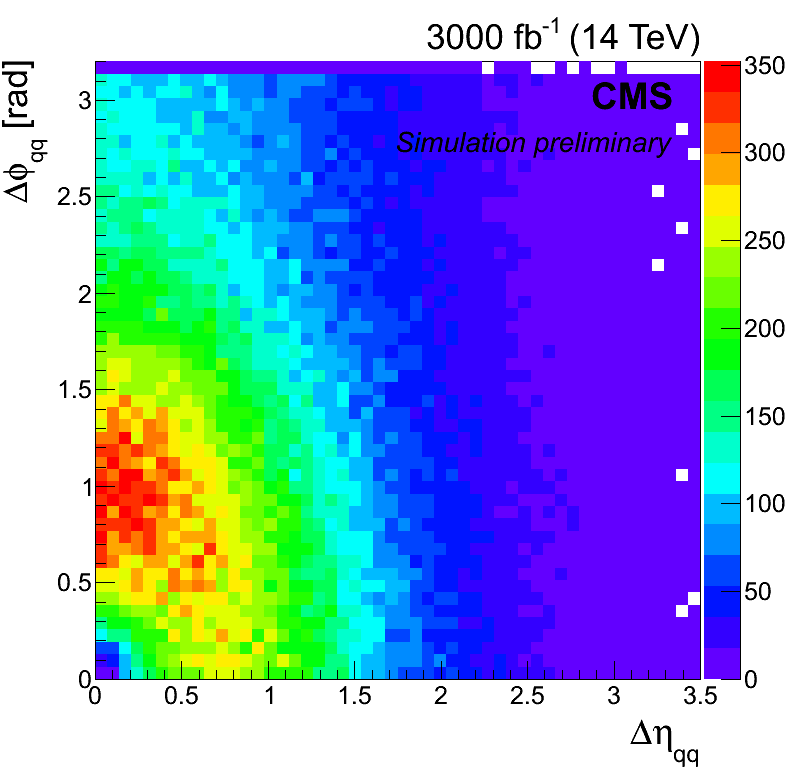 3000 fb-1 (14 TeV)
CMS
Simulation preliminary
Δϕqq [rad]
3
2.5
2
1.5
1
0.5
0
0 0.5 1 1.5 2 2.5 3 3.5
Δηqq
350
300
250
200
150
100
50
0